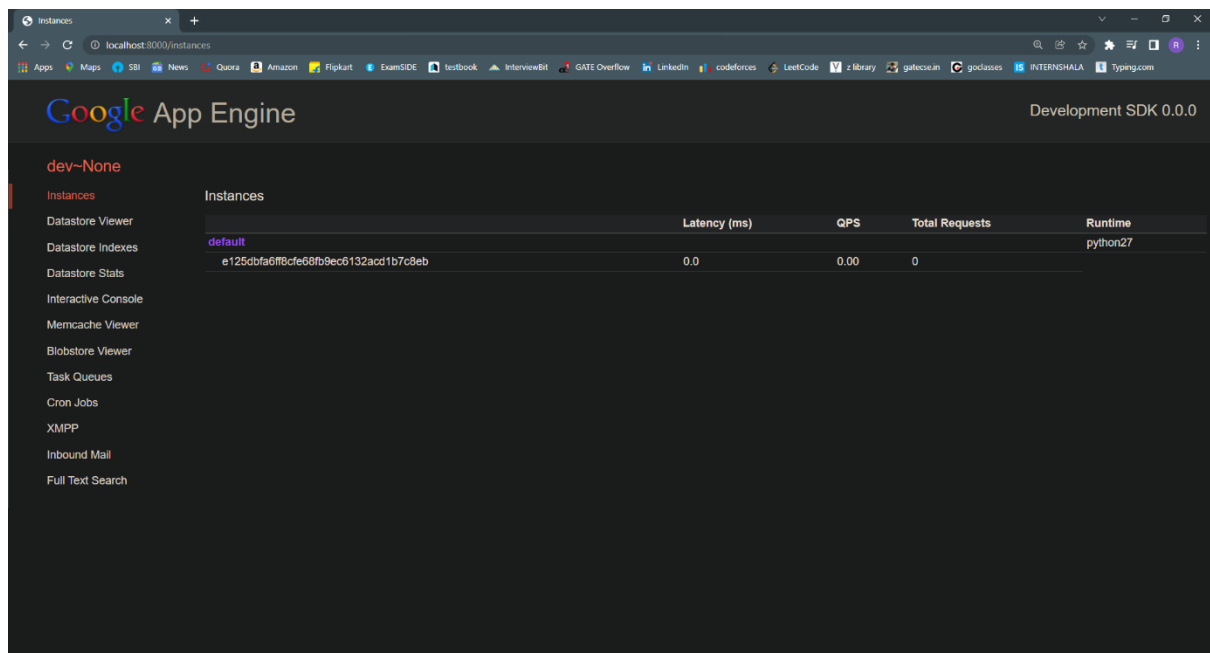 Instances
localhost:8000/instances
R
Apps Maps SBI News Quora Amazon Flipkart ExamSIDE testbook InterviewBit GATE Overflow LinkedIn codeforces LeetCode z library gatecse.in goclasses INTERNSHALA Typing.com
Google App Engine Development SDK 0.0.0
dev~None
Instances
Datastore Viewer
Datastore Indexes
Datastore Stats
Interactive Console
Memcache Viewer
Blobstore Viewer
Task Queues
Cron Jobs
XMPP
Inbound Mail
Full Text Search
Instances
Latency (ms) QPS Total Requests Runtime
default python27
e125dbfa6ff8cfe68fb9ec6132acd1b7c8eb 0.0 0.00 0